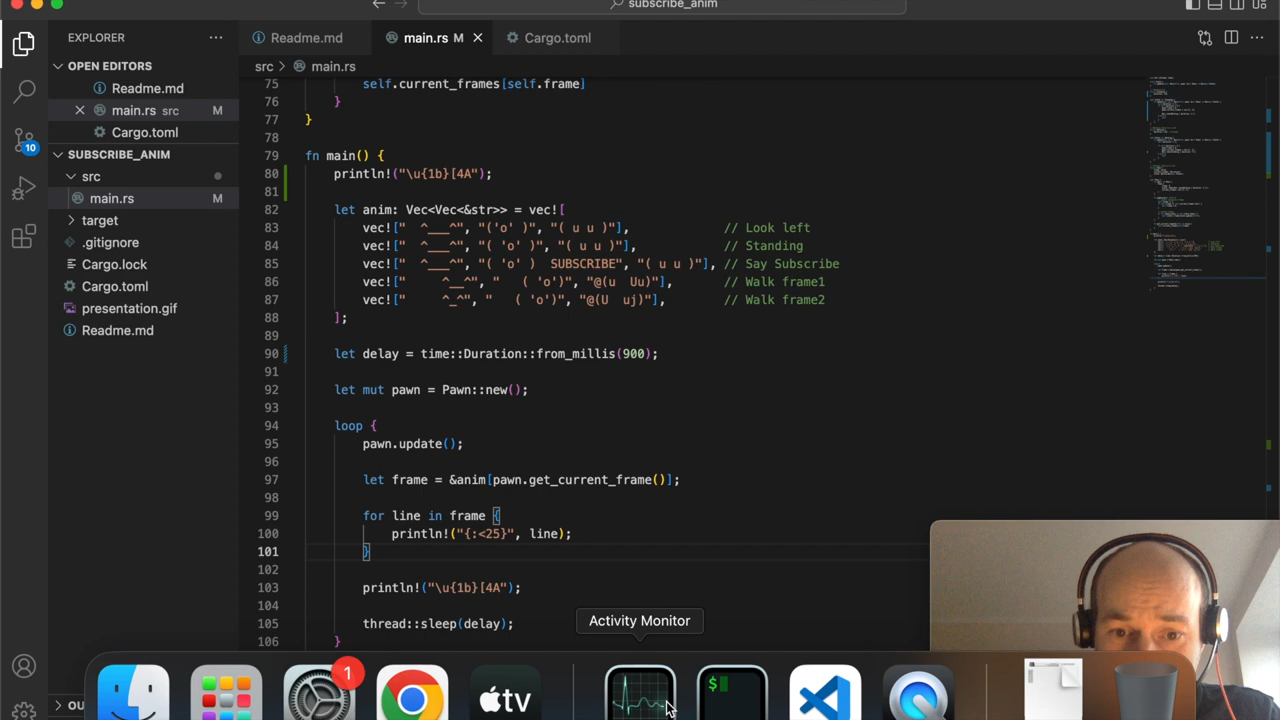 subscribe_anim
EXPLORER
Readme.md
main.rs M
Cargo.toml
OPEN EDITORS
src > main.rs
Readme.md
main.rs src M
Cargo.toml
10
SUBSCRIBE_ANIM
src
main.rs M
target
.gitignore
Cargo.lock
Cargo.toml
presentation.gif
Readme.md
75 self.current_frames[self.frame]
76 }
77 }
78
79 fn main() {
80 println!("\u{1b}[4A");
81
82 let anim: Vec<Vec<&str>> = vec![
83 vec!["  ^___^", "('o' )", "( u u )"], // Look left
84 vec!["  ^___^", "( 'o' )", "( u u )"], // Standing
85 vec!["  ^___^", "( 'o' )  SUBSCRIBE", "( u u )"], // Say Subscribe
86 vec!["     ^__^", "   ( 'o')", "@(u  Uu)"], // Walk frame1
87 vec!["     ^_^", "   ( 'o')", "@(U  uj)"], // Walk frame2
88 ];
89
90 let delay = time::Duration::from_millis(900);
91
92 let mut pawn = Pawn::new();
93
94 loop {
95 pawn.update();
96
97 let frame = &anim[pawn.get_current_frame()];
98
99 for line in frame {
100 println!("{:<25}", line);
101 }
102
103 println!("\u{1b}[4A");
104
105 thread::sleep(delay);
106 }
Activity Monitor
1
tv
$